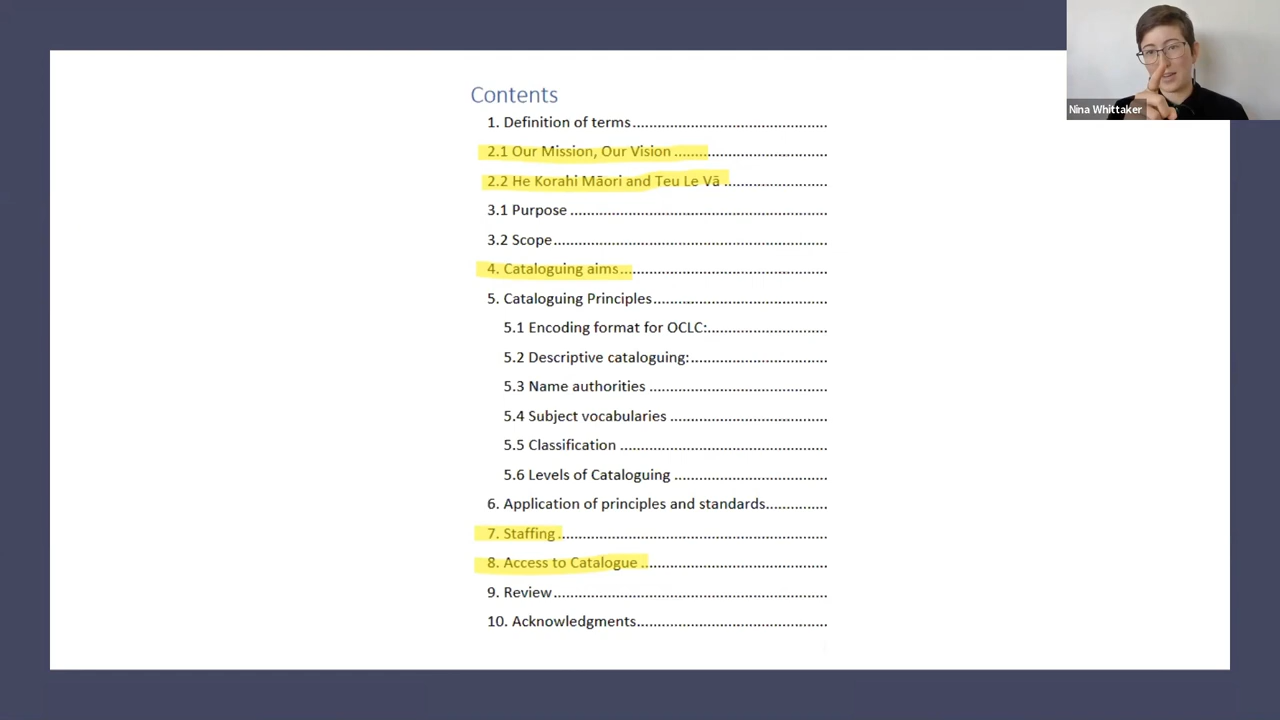 Contents
1. Definition of terms
2.1 Our Mission, Our Vision
2.2 He Korahi Māori and Teu Le Vā
3.1 Purpose
3.2 Scope
4. Cataloguing aims
5. Cataloguing Principles
5.1 Encoding format for OCLC:
5.2 Descriptive cataloguing:
5.3 Name authorities
5.4 Subject vocabularies
5.5 Classification
5.6 Levels of Cataloguing
6. Application of principles and standards
7. Staffing
8. Access to Catalogue
9. Review
10. Acknowledgments
Nina Whittaker